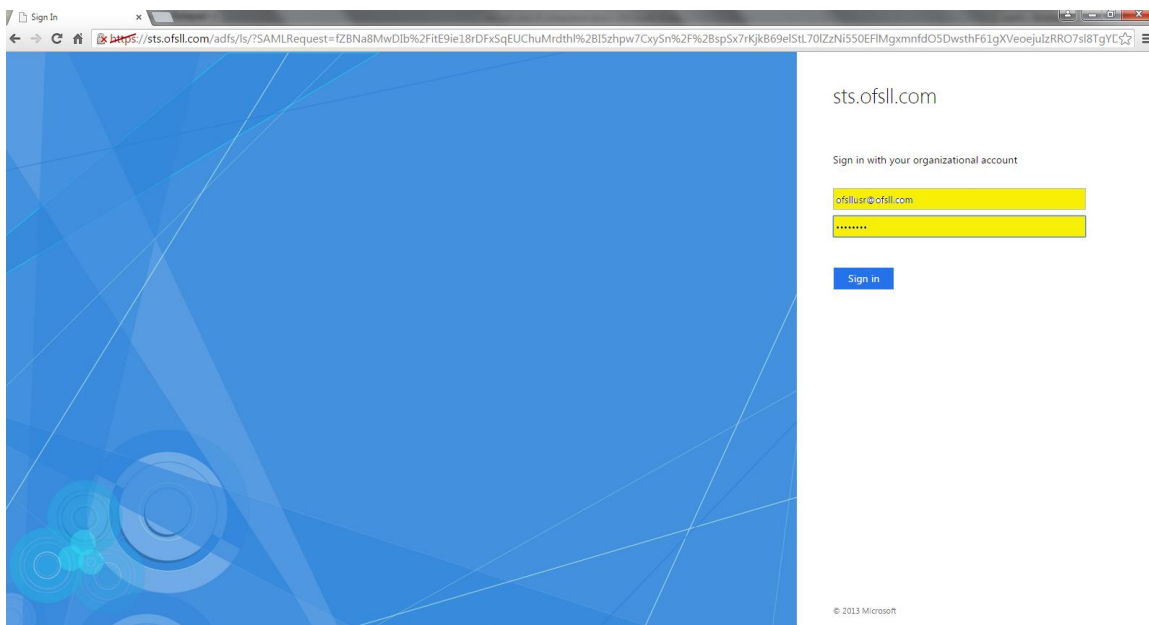 Sign In
https://sts.ofsll.com/adfs/ls/?SAMLRequest=fZBNa8MwDIb%2FitE9ie18rDFxSqEUChuMrdthl%2BI5zhpw7CxySn%2F%2BspSx7rKjkB69elStL70lZzNi550EFlMgxmnfdO5DwsthF61gXVeoejuIzRRO7sl8TgYD
sts.ofsll.com
Sign in with your organizational account
ofsllusr@ofsll.com
••••••••
Sign in
© 2013 Microsoft